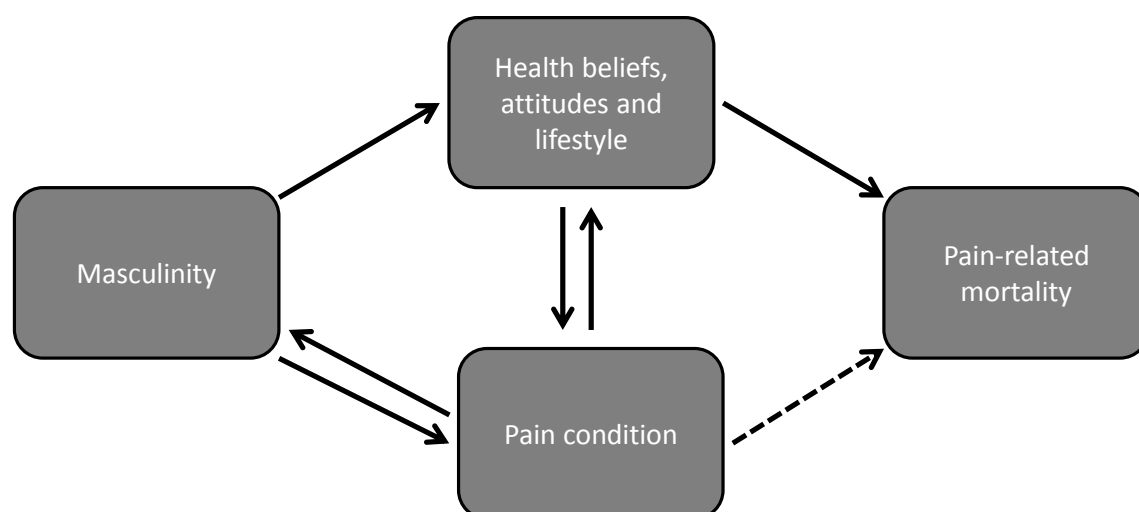 Health beliefs,
attitudes and
lifestyle
Masculinity
Pain-related
mortality
Pain condition